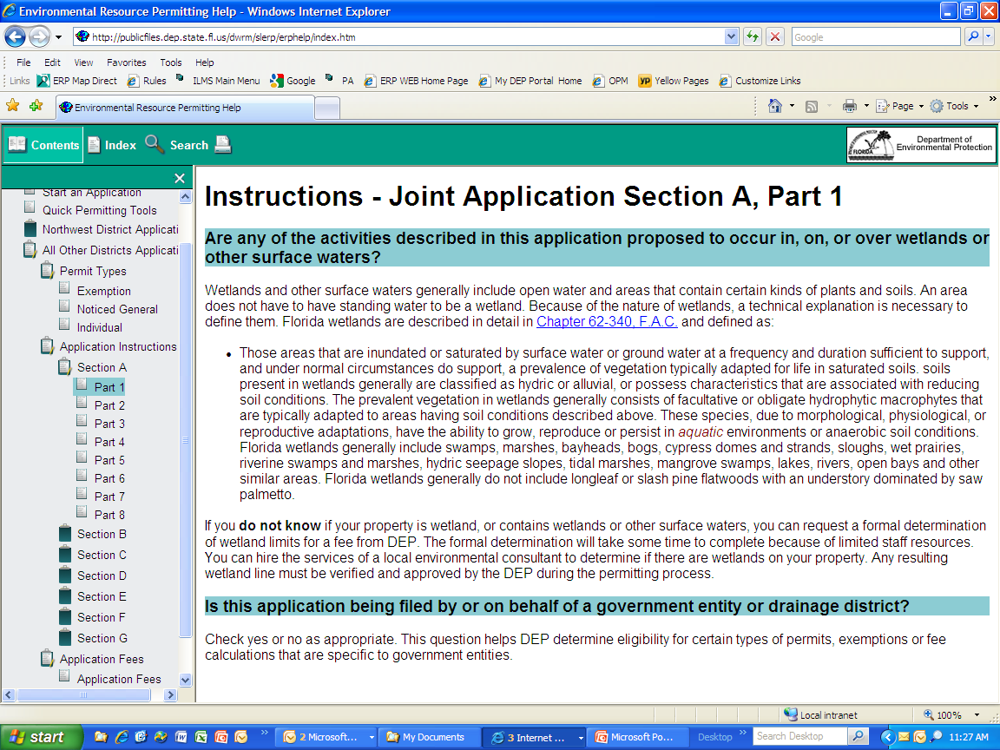 Environmental Resource Permitting Help - Windows Internet Explorer
http://publicfiles.dep.state.fl.us/dwrm/slerp/erphelp/index.htm
Google
File Edit View Favorites Tools Help
Links ERP Map Direct Rules ILMS Main Menu Google PA ERP WEB Home Page My DEP Portal Home OPM yp Yellow Pages Customize Links
Environmental Resource Permitting Help
Page Tools »
Contents Index Search
FLORIDA
Department of
Environmental Protection
Start an Application
Quick Permitting Tools
Northwest District Applicati
All Other Districts Applicati
Permit Types
Exemption
Noticed General
Individual
Application Instructions
Section A
Part 1
Part 2
Part 3
Part 4
Part 5
Part 6
Part 7
Part 8
Section B
Section C
Section D
Section E
Section F
Section G
Application Fees
Application Fees
Instructions - Joint Application Section A, Part 1
Are any of the activities described in this application proposed to occur in, on, or over wetlands or
other surface waters?
Wetlands and other surface waters generally include open water and areas that contain certain kinds of plants and soils. An area
does not have to have standing water to be a wetland. Because of the nature of wetlands, a technical explanation is necessary to
define them. Florida wetlands are described in detail in Chapter 62-340, F.A.C. and defined as:
• Those areas that are inundated or saturated by surface water or ground water at a frequency and duration sufficient to support,
and under normal circumstances do support, a prevalence of vegetation typically adapted for life in saturated soils. soils
present in wetlands generally are classified as hydric or alluvial, or possess characteristics that are associated with reducing
soil conditions. The prevalent vegetation in wetlands generally consists of facultative or obligate hydrophytic macrophytes that
are typically adapted to areas having soil conditions described above. These species, due to morphological, physiological, or
reproductive adaptations, have the ability to grow, reproduce or persist in aquatic environments or anaerobic soil conditions.
Florida wetlands generally include swamps, marshes, bayheads, bogs, cypress domes and strands, sloughs, wet prairies,
riverine swamps and marshes, hydric seepage slopes, tidal marshes, mangrove swamps, lakes, rivers, open bays and other
similar areas. Florida wetlands generally do not include longleaf or slash pine flatwoods with an understory dominated by saw
palmetto.
If you do not know if your property is wetland, or contains wetlands or other surface waters, you can request a formal determination
of wetland limits for a fee from DEP. The formal determination will take some time to complete because of limited staff resources.
You can hire the services of a local environmental consultant to determine if there are wetlands on your property. Any resulting
wetland line must be verified and approved by the DEP during the permitting process.
Is this application being filed by or on behalf of a government entity or drainage district?
Check yes or no as appropriate. This question helps DEP determine eligibility for certain types of permits, exemptions or fee
calculations that are specific to government entities.
Local intranet 100%
start » 2 Microsoft... My Documents 3 Internet ... Microsoft Po... Desktop » Search Desktop 11:27 AM